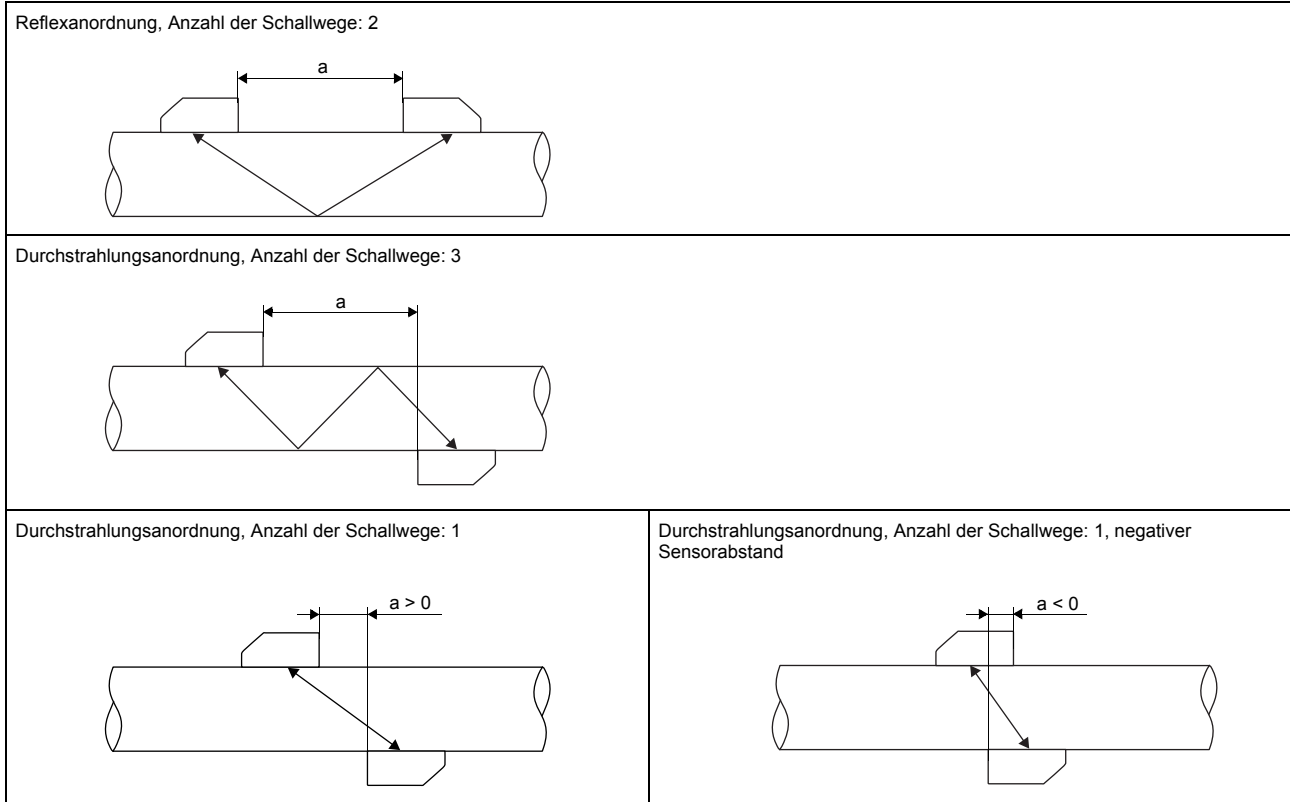 Reflexanordnung, Anzahl der Schallwege: 2
a
Durchstrahlungsanordnung, Anzahl der Schallwege: 3
a
Durchstrahlungsanordnung, Anzahl der Schallwege: 1
a > 0
Durchstrahlungsanordnung, Anzahl der Schallwege: 1, negativer
Sensorabstand
a < 0